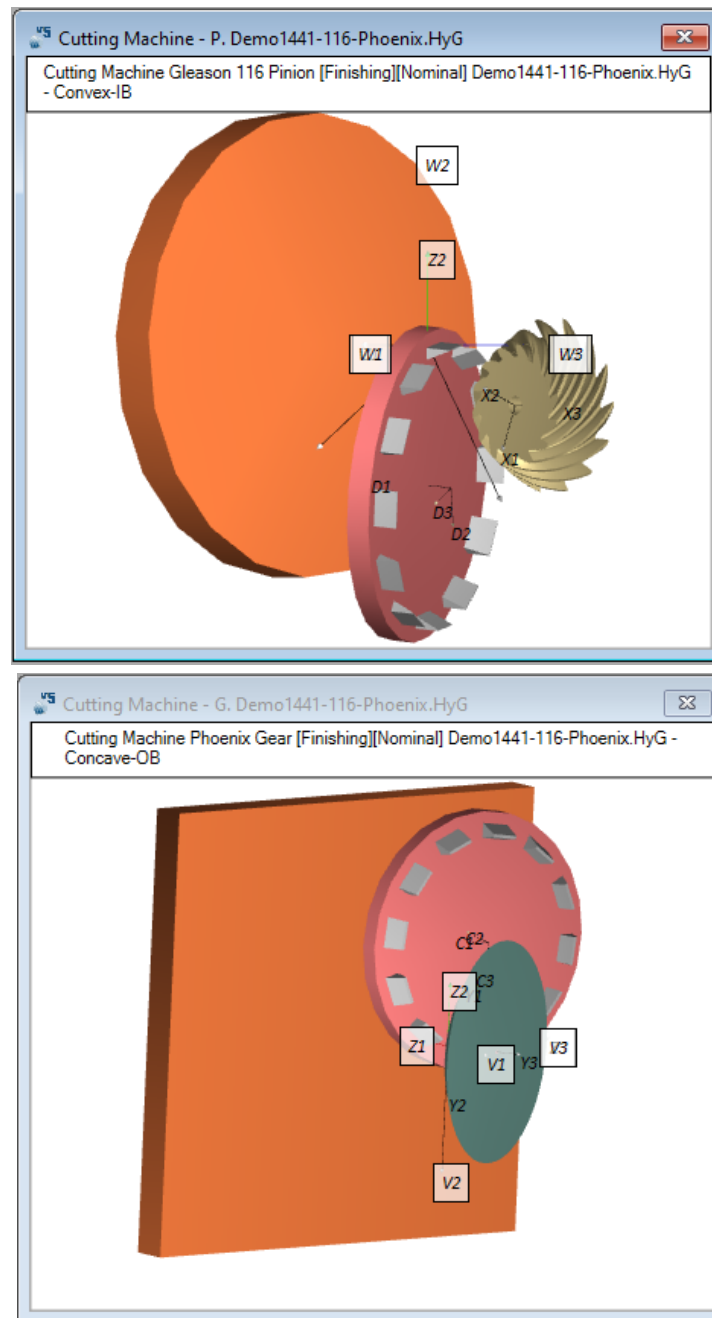 Cutting Machine - P. Demo1441-116-Phoenix.HyG
Cutting Machine Gleason 116 Pinion [Finishing][Nominal] Demo1441-116-Phoenix.HyG
- Convex-IB
W2
Z2
W1
W3
X2
X3
X1
D1
D3
D2
Cutting Machine - G. Demo1441-116-Phoenix.HyG
Cutting Machine Phoenix Gear [Finishing][Nominal] Demo1441-116-Phoenix.HyG -
Concave-OB
C2
C3
Z2
Z1
V1
Y3
Y2
V2